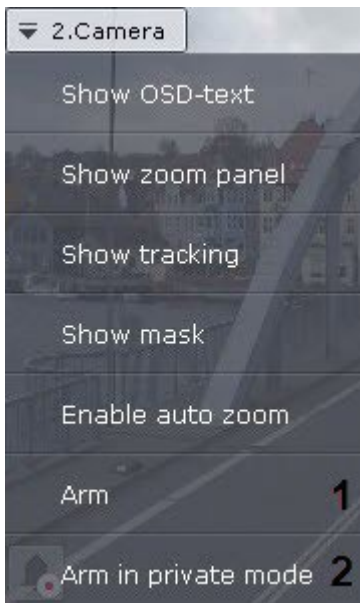 2.Camera
Show OSD-text
Show zoom panel
Show tracking
Show mask
Enable auto zoom
Arm 1
Arm in private mode 2